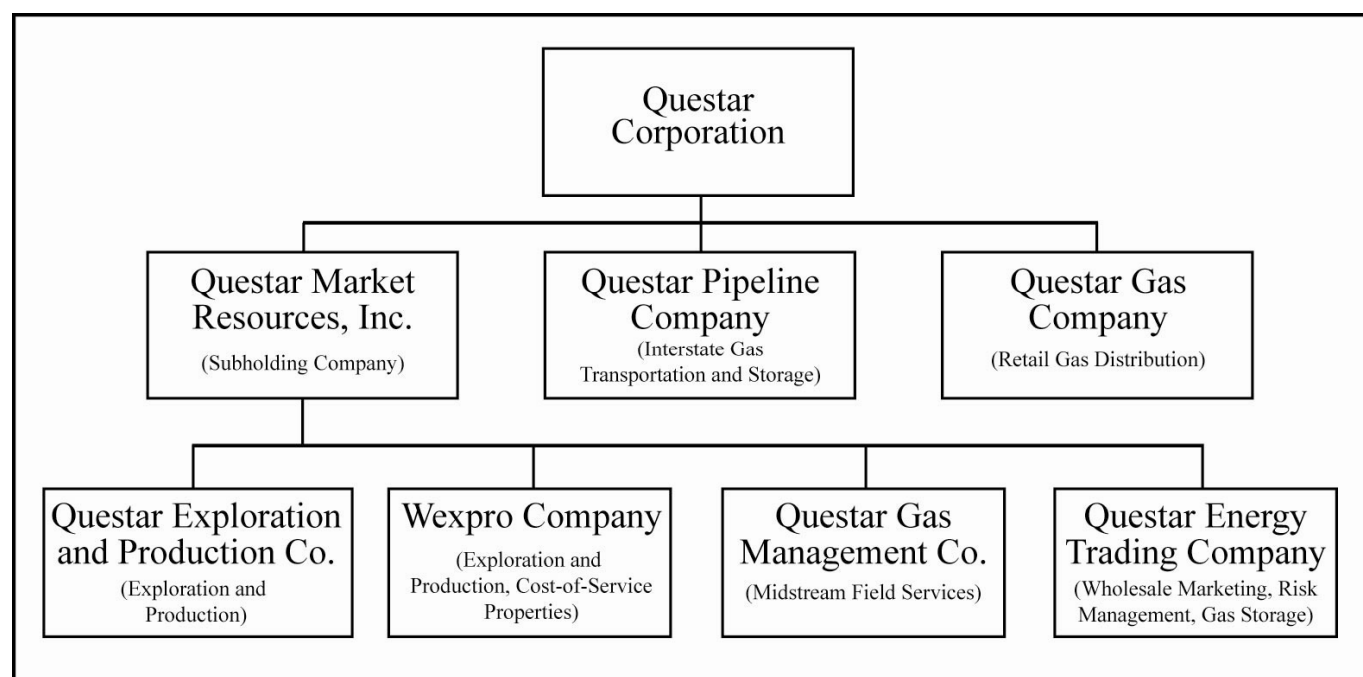 Questar
Corporation
Questar Market
Resources, Inc.
(Subholding Company)
Questar Pipeline
Company
(Interstate Gas
Transportation and Storage)
Questar Gas
Company
(Retail Gas Distribution)
Questar Exploration
and Production Co.
(Exploration and
Production)
Wexpro Company
(Exploration and
Production, Cost-of-Service
Properties)
Questar Gas
Management Co.
(Midstream Field Services)
Questar Energy
Trading Company
(Wholesale Marketing, Risk
Management, Gas Storage)